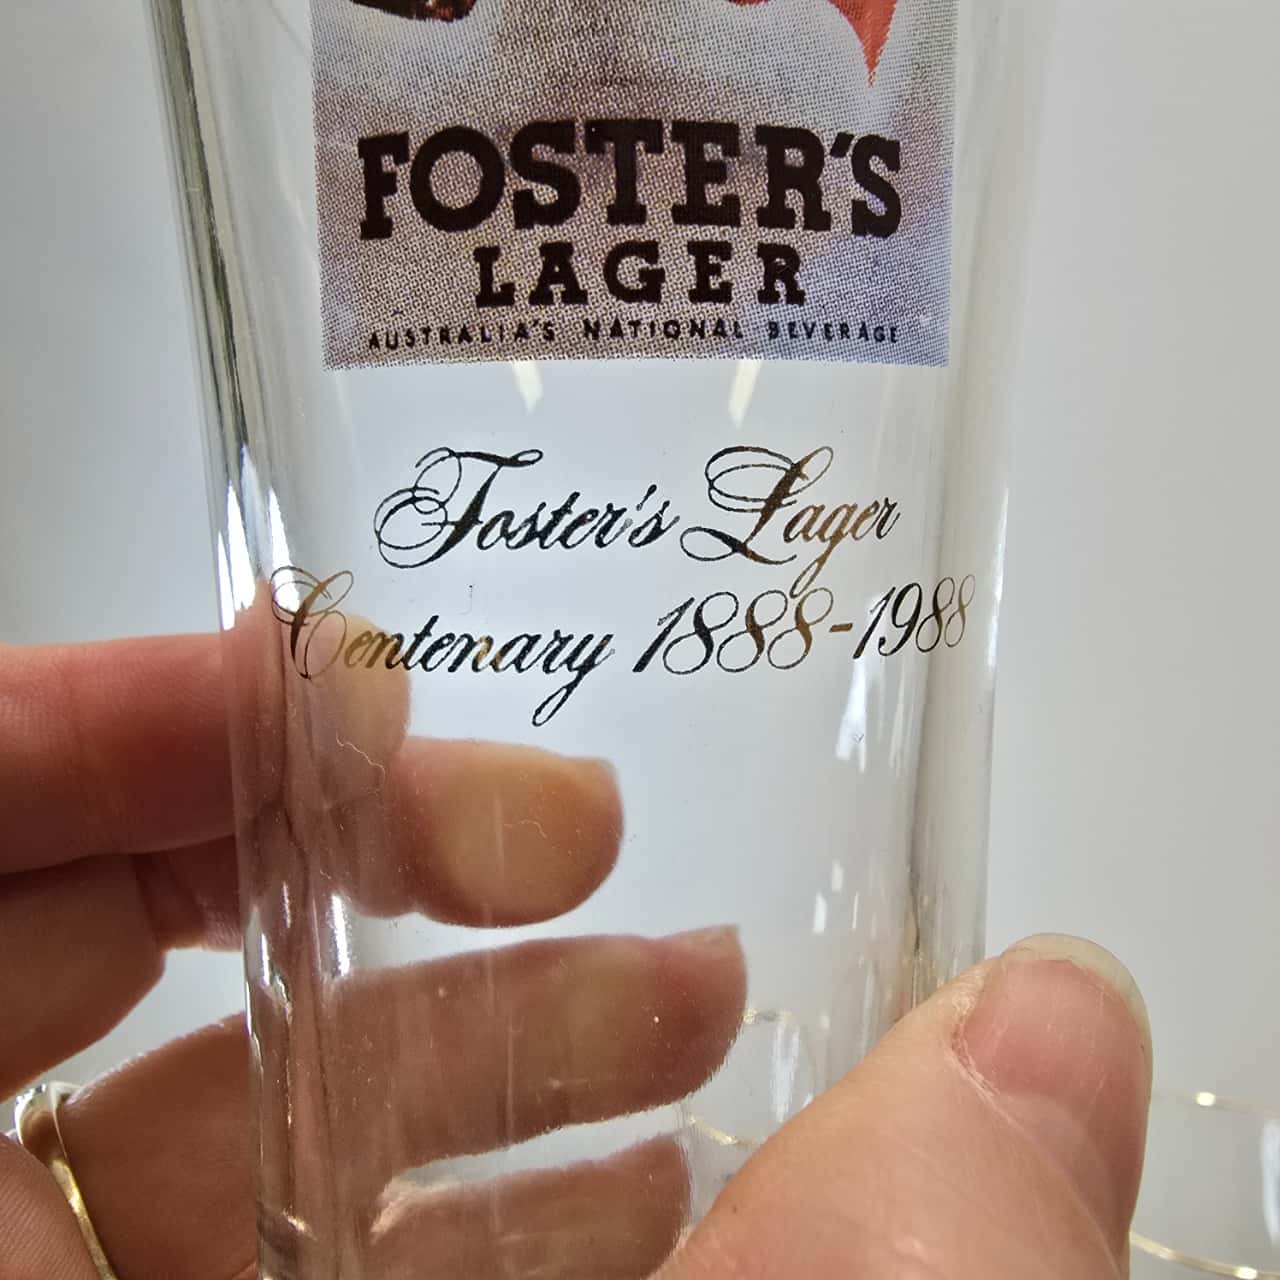 FOSTER'S
LAGER
AUSTRALIA'S NATIONAL BEVERAGE
Foster's Lager
Centenary 1888-1988